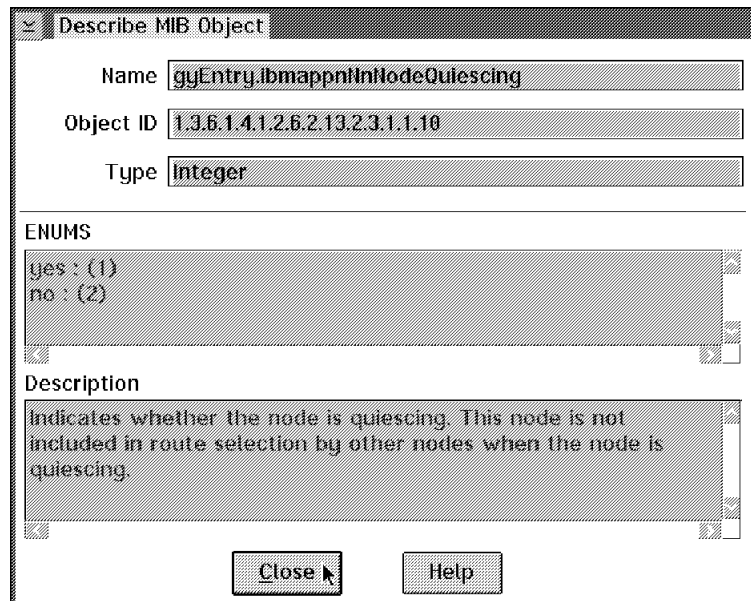 Describe MIB Object
Name gyEntry.ibmappnNnNodeQuiescing
Object ID 1.3.6.1.4.1.2.6.2.13.2.3.1.1.10
Type Integer
ENUMS
yes : (1)
no : (2)
Description
Indicates whether the node is quiescing. This node is not
included in route selection by other nodes when the node is
quiescing.
Close Help